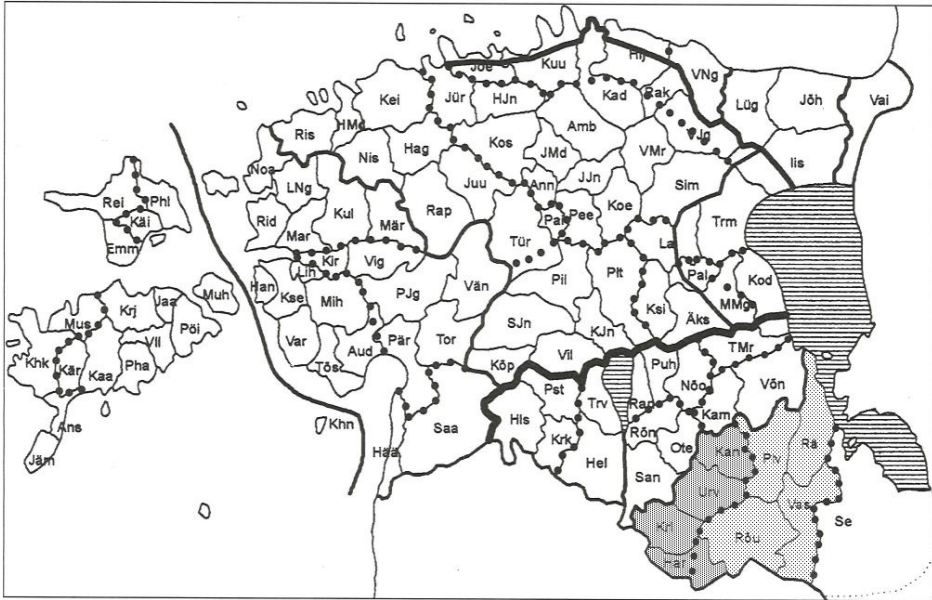 Joe Kuu Hlj
VNg
Kei Jür HJn Kad Rak Lüg Jõh Vai
Ris HMd Kos Amb VJg
Noa Nis Hag JMd VMr Iis
LNg Juu Ann JJn Sim
Rei Phl Rid Mar Kul Mär Rap Pai Pee Koe Trm
Käi Emm Kir Vig Tür La
Lih Pil Plt Pal Kod
Han Kse Mih PJg Vän MMg
Muh Jaa Krj Ksi Äks
Mus Pöi SJn KJn
Khk Kär Kaa Pha Vll Var Tõs Aud Pär Tor Köp Vil TMr
Puh Nõo Võn
Pst Trv Ran Kam
Ans Khn Saa Hls Rõn
Jäm Hää Krk Hel Ote Kan Plv Rä
San Urv Vas Se
Krl Rõu
Har